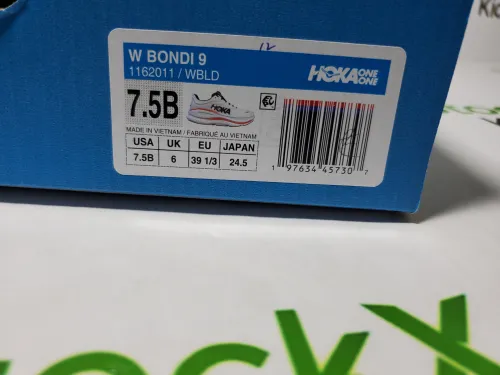 W BONDI 9
1162011 / WBLD
HOKA ONE ONE
7.5B
HOKA
MADE IN VIETNAM / FABRIQUÉ AU VIETNAM
USA UK EU JAPAN
7.5B 6 39 1/3 24.5
1 97634 45730 7